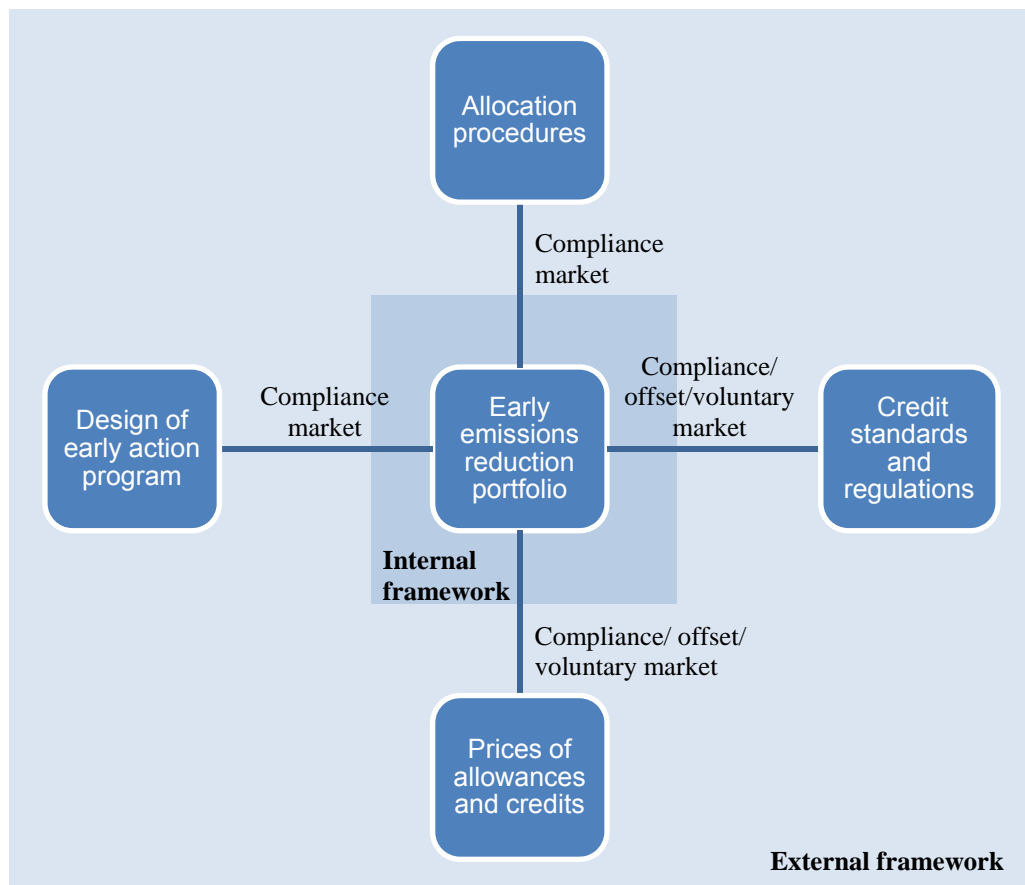 Allocation
procedures
Compliance
market
Design of
early action
program
Compliance
market
Early
emissions
reduction
portfolio
Compliance/
offset/voluntary
market
Credit
standards
and
regulations
Internal
framework
Compliance/ offset/
voluntary market
Prices of
allowances
and credits
External framework